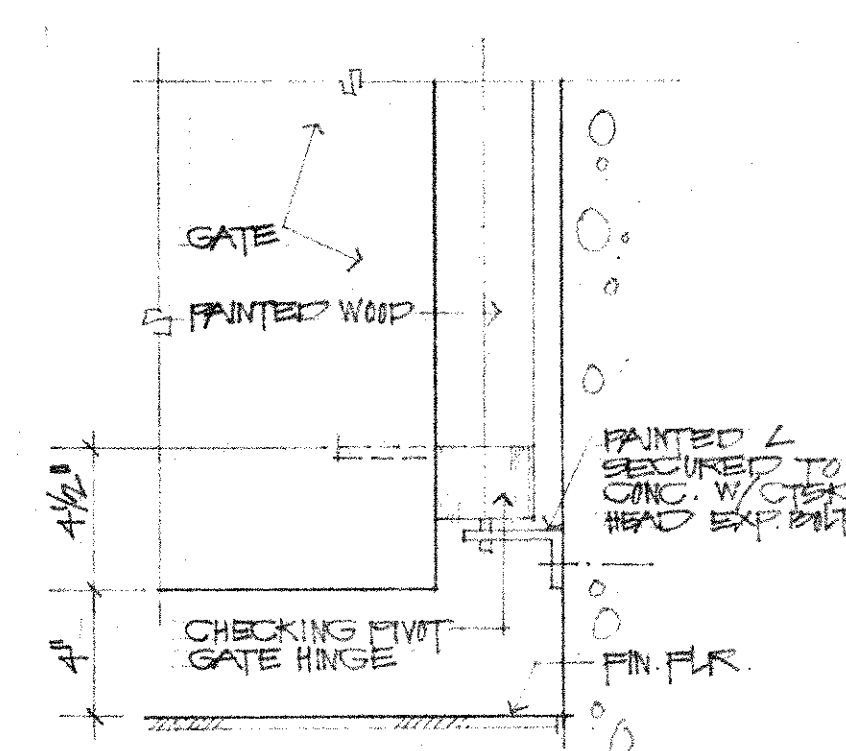 GATE
PAINTED WOOD
PAINTED L
SECURED TO
CONC. W/ CTSK
HEAD EXP. BOLT
4½"
CHECKING PIVOT
GATE HINGE
4"
FIN. FLR.